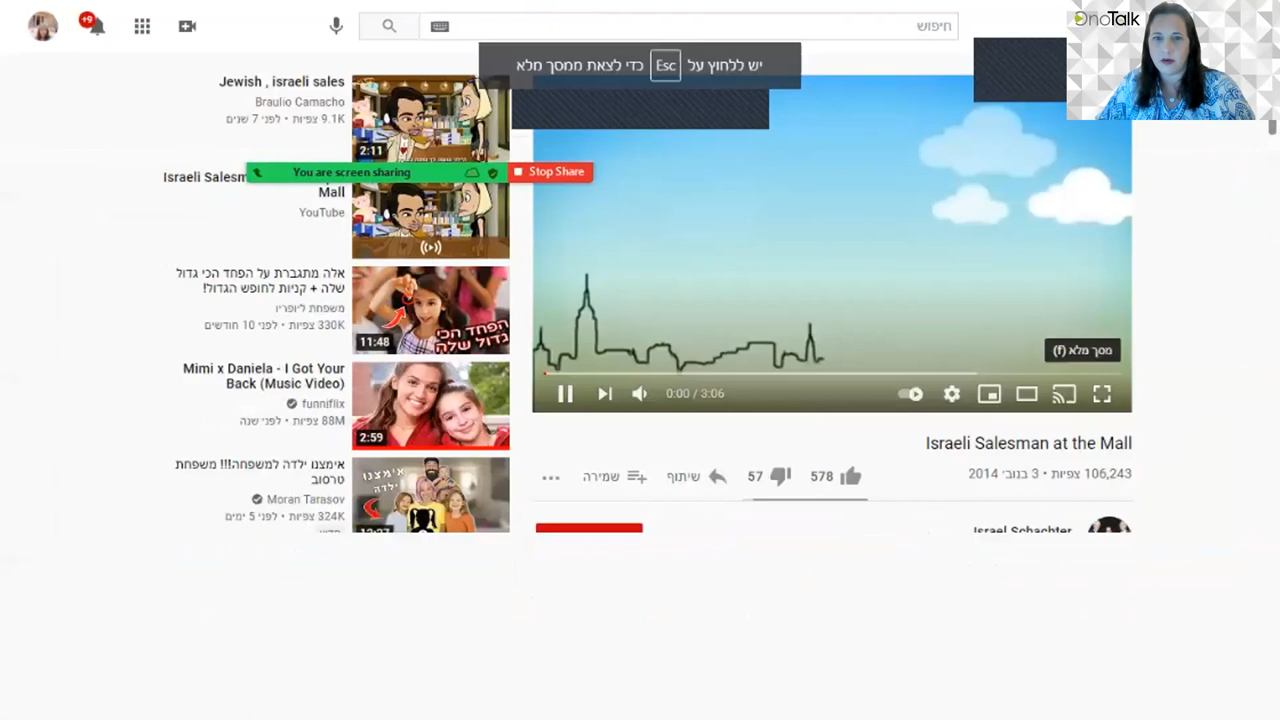 +9
חיפוש
OnoTalk
יש ללחוץ על Esc כדי לצאת ממסך מלא
Jewish , israeli sales
Braulio Camacho
9.1K צפיות • לפני 7 שנים
2:11
You are screen sharing
Stop Share
Mall
YouTube
אלה מתגברת על הפחד הכי גדול
שלה + קניות לחופש הגדול!
משפחת ליופריו
330K צפיות • לפני 10 חודשים
הפחד הכי
גדול שלה
11:48
Mimi x Daniela - I Got Your
Back (Music Video)
funniflix
88M צפיות • לפני שנה
2:59
אימצנו ילדה למשפחה!!! משפחת
טרסוב
Moran Tarasov
324K צפיות • לפני 5 ימים
אימצנו
ילדה
מסך מלא (f)
0:00 / 3:06
Israeli Salesman at the Mall
106,243 צפיות • 3 בנוב׳ 2014
578
57
שיתוף
שמירה
Israel Schachter